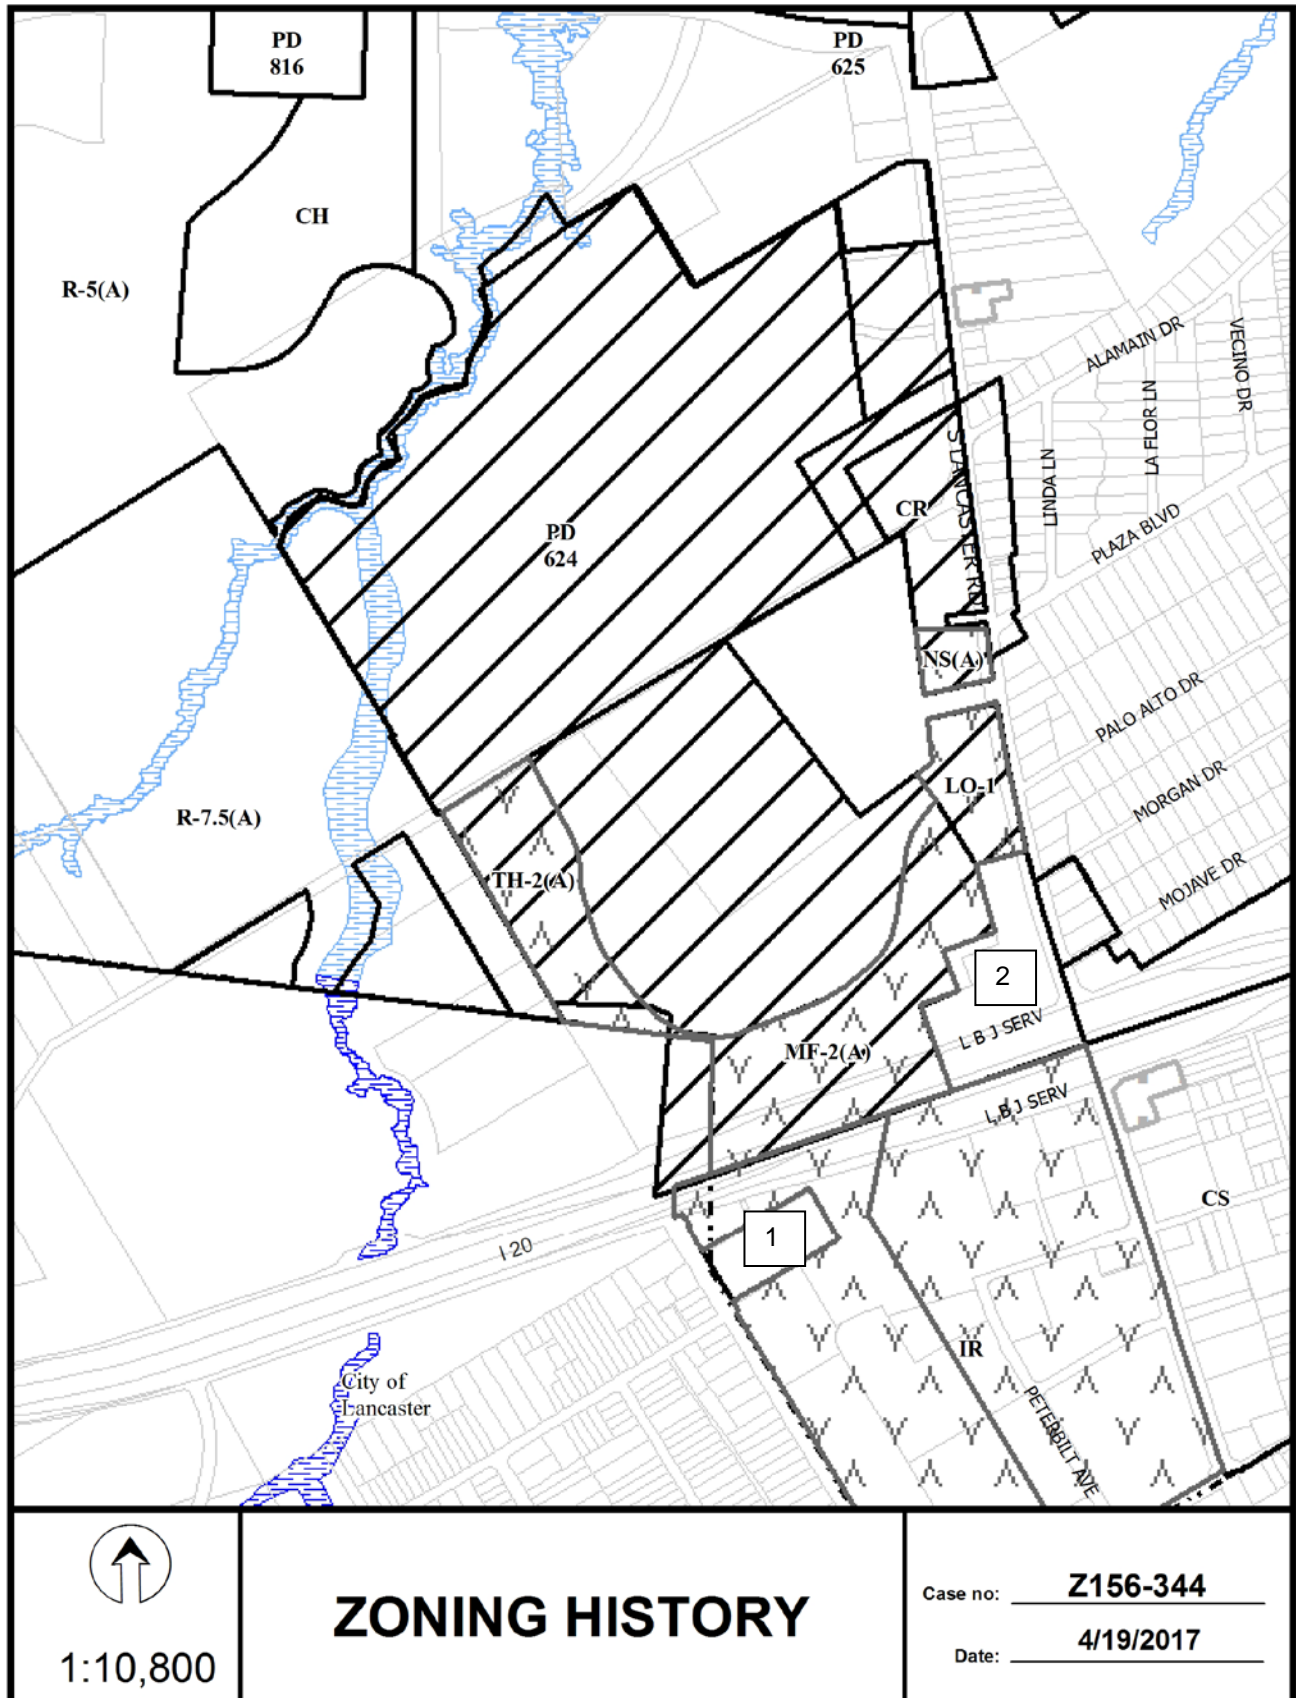 PD
816
PD
625
CH
R-5(A)
ALAMAIN DR
VECINO DR
LA FLOR LN
LINDA LN
S LANCASTER RD
CR
PLAZA BLVD
PD
624
NS(A)
PALO ALTO DR
LO-1
MORGAN DR
R-7.5(A)
MOJAVE DR
TH-2(A)
2
L B J SERV
MF-2(A)
L B J SERV
CS
1
I 20
IR
City of
Lancaster
PETERBILT AVE
1:10,800
ZONING HISTORY
Case no: Z156-344
Date: 4/19/2017